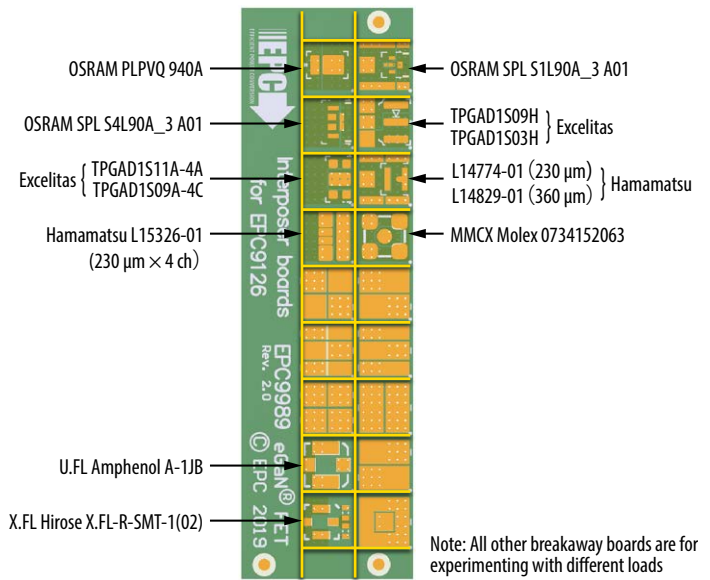 OSRAM PLPVQ 940A
OSRAM SPL S1L90A_3 A01
OSRAM SPL S4L90A_3 A01
TPGAD1S09H
TPGAD1S03H
Excelitas
Excelitas
TPGAD1S11A-4A
TPGAD1S09A-4C
L14774-01 (230 µm)
L14829-01 (360 µm)
Hamamatsu
Hamamatsu L15326-01
(230 µm × 4 ch)
MMCX Molex 0734152063
U.FL Amphenol A-1JB
X.FL Hirose X.FL-R-SMT-1(02)
Note: All other breakaway boards are for
experimenting with different loads
EPC
EFFICIENT POWER CONVERSION
Interposer boards
for EPC9126
EPC9989 eGaN® FET
Rev. 2.0 © EPC 2019